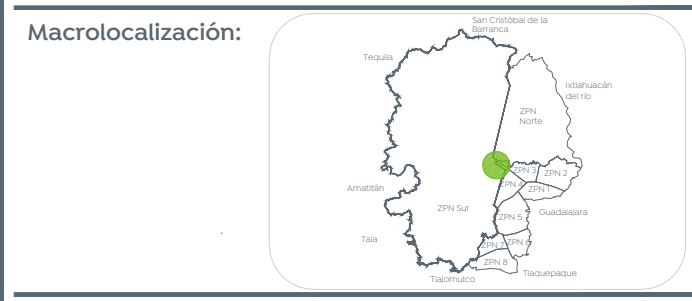 Macrolocalización:
San Cristóbal de la
Barranca
Tequila
Ixtlahuacán
del río
ZPN
Norte
ZPN 3
ZPN 2
ZPN 4
ZPN 1
Amatitán
ZPN Sur
Guadalajara
ZPN 5
Tala
ZPN 7
ZPN 6
ZPN 8
Tlaquepaque
Tlajomulco